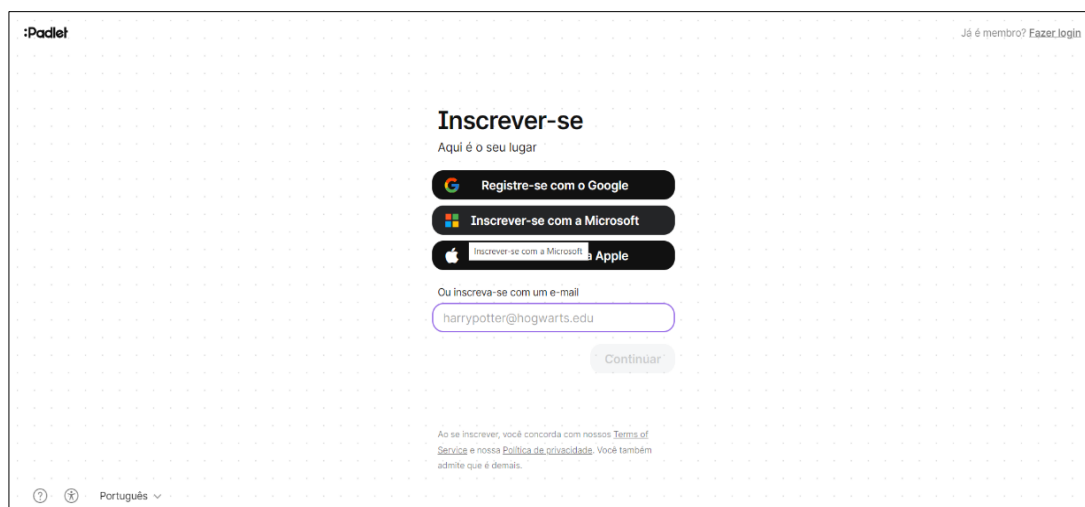 :Padlet
Já é membro? Fazer login
Inscrever-se
Aqui é o seu lugar
Registre-se com o Google
Inscrever-se com a Microsoft
Inscrever-se com a Microsoft
a Apple
Ou inscreva-se com um e-mail
harrypotter@hogwarts.edu
Continuar
Ao se inscrever, você concorda com nossos Terms of
Service e nossa Política de privacidade. Você também
admite que é demais.
Português